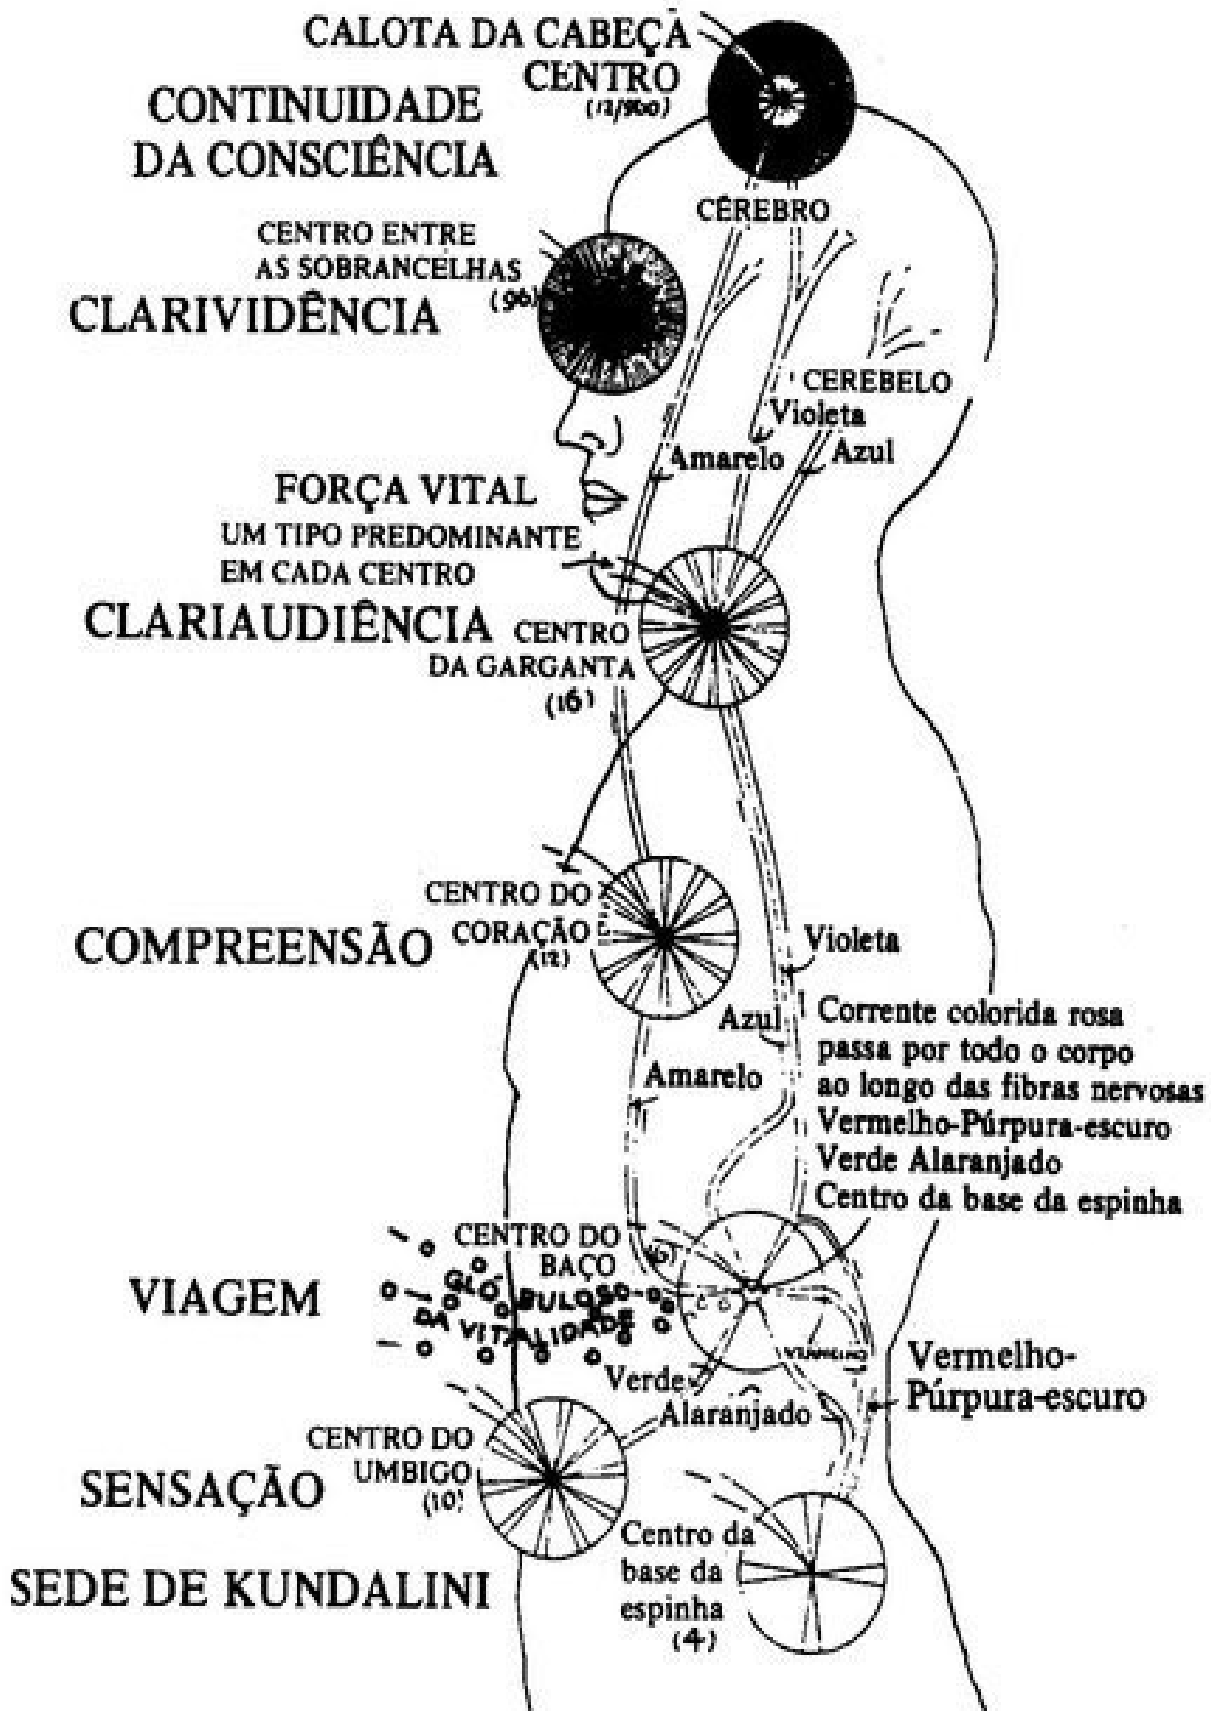 CALOTA DA CABEÇA
CENTRO
CONTINUIDADE
DA CONSCIÊNCIA
CÉREBRO
CENTRO ENTRE
AS SOBRANCELHAS
(96)
CLARIVIDÊNCIA
CEREBELO
Violeta
Amarelo
Azul
FORÇA VITAL
UM TIPO PREDOMINANTE
EM CADA CENTRO
CLARIAUDIÊNCIA
CENTRO
DA GARGANTA
(16)
CENTRO DO
CORAÇÃO
(12)
COMPREENSÃO
Violeta
Azul
Amarelo
Corrente colorida rosa
passa por todo o corpo
ao longo das fibras nervosas
Vermelho-Púrpura-escuro
Verde Alaranjado
Centro da base da espinha
CENTRO DO
BAÇO
VIAGEM
GLÓ-BULOS
DA VITALIDADE
Verde
Alaranjado
Vermelho-
Púrpura-escuro
CENTRO DO
UMBIGO
(10)
SENSAÇÃO
Centro da
base da
espinha
(4)
SEDE DE KUNDALINI